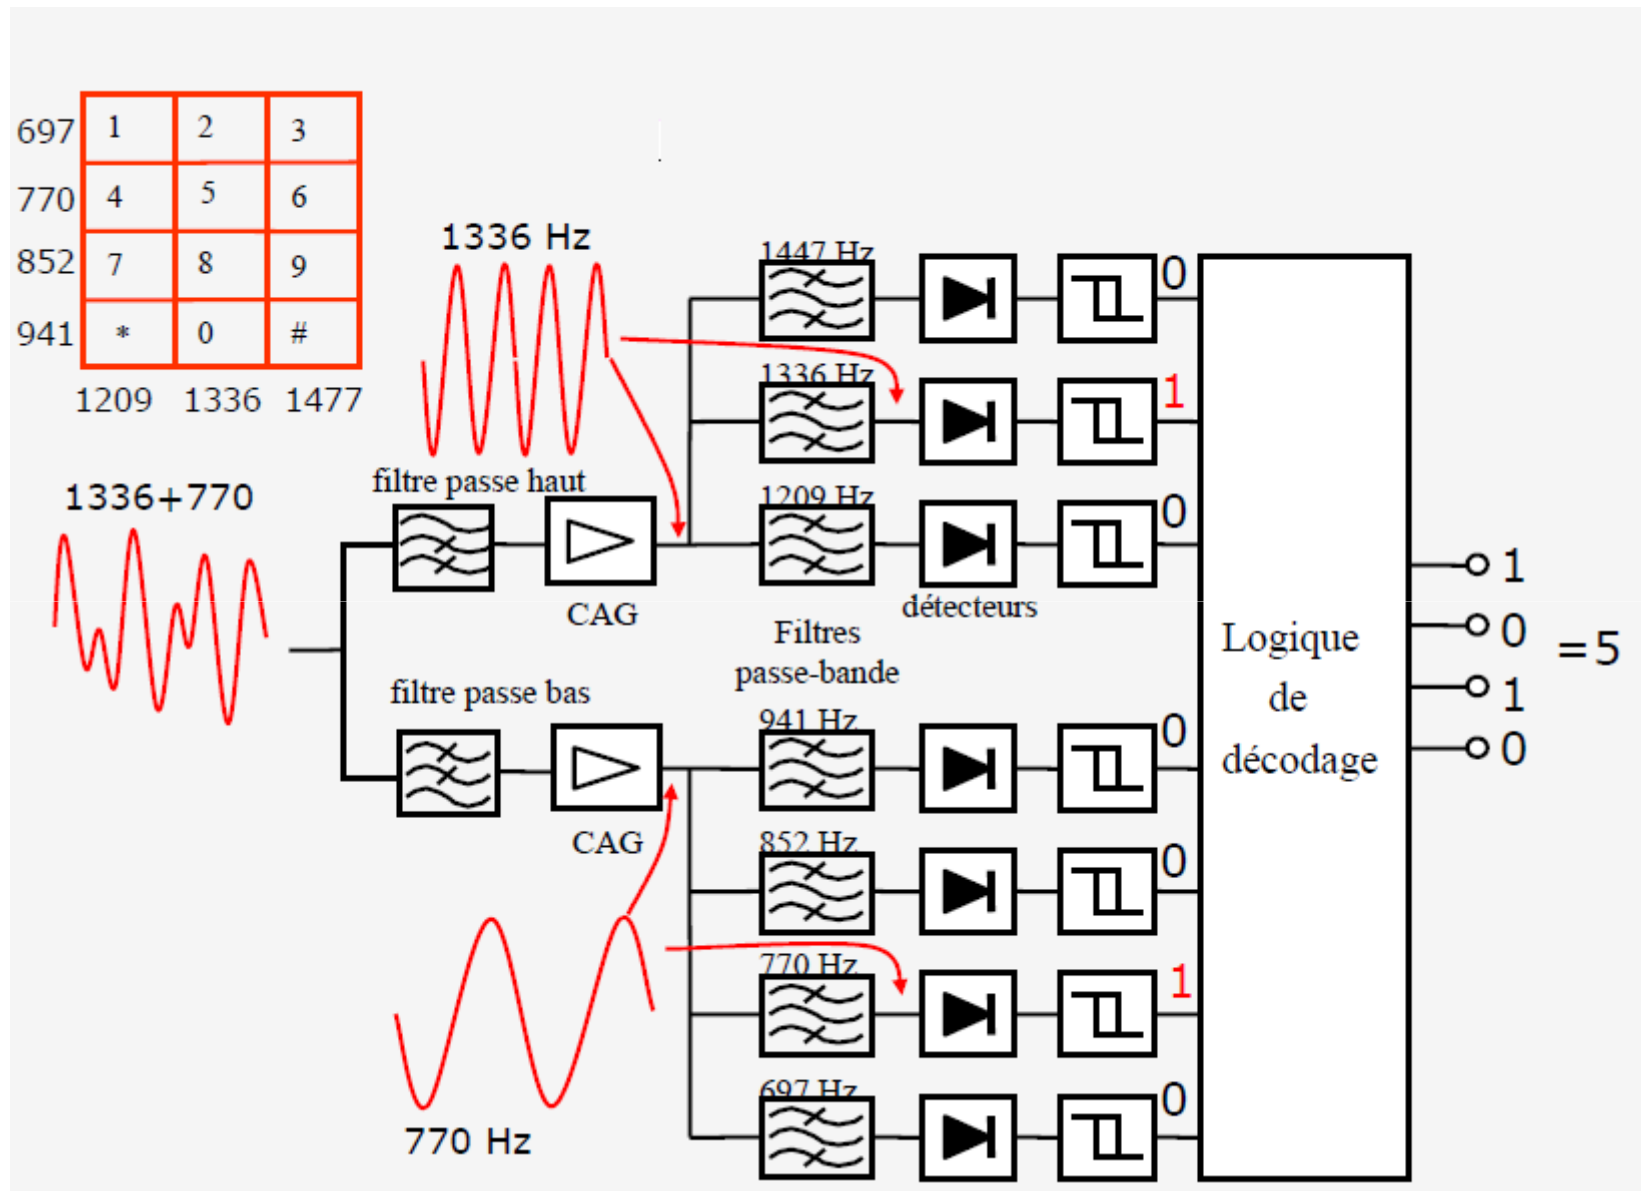 697 1 2 3
770 4 5 6
852 7 8 9
941 * 0 #
1209 1336 1477
1336 Hz
1336+770
filtre passe haut
CAG
1447 Hz
0
1336 Hz
1
1209 Hz
0
détecteurs
Filtres
passe-bande
filtre passe bas
CAG
941 Hz
0
852 Hz
0
770 Hz
1
697 Hz
0
770 Hz
Logique
de
décodage
1
0
1
0
=5